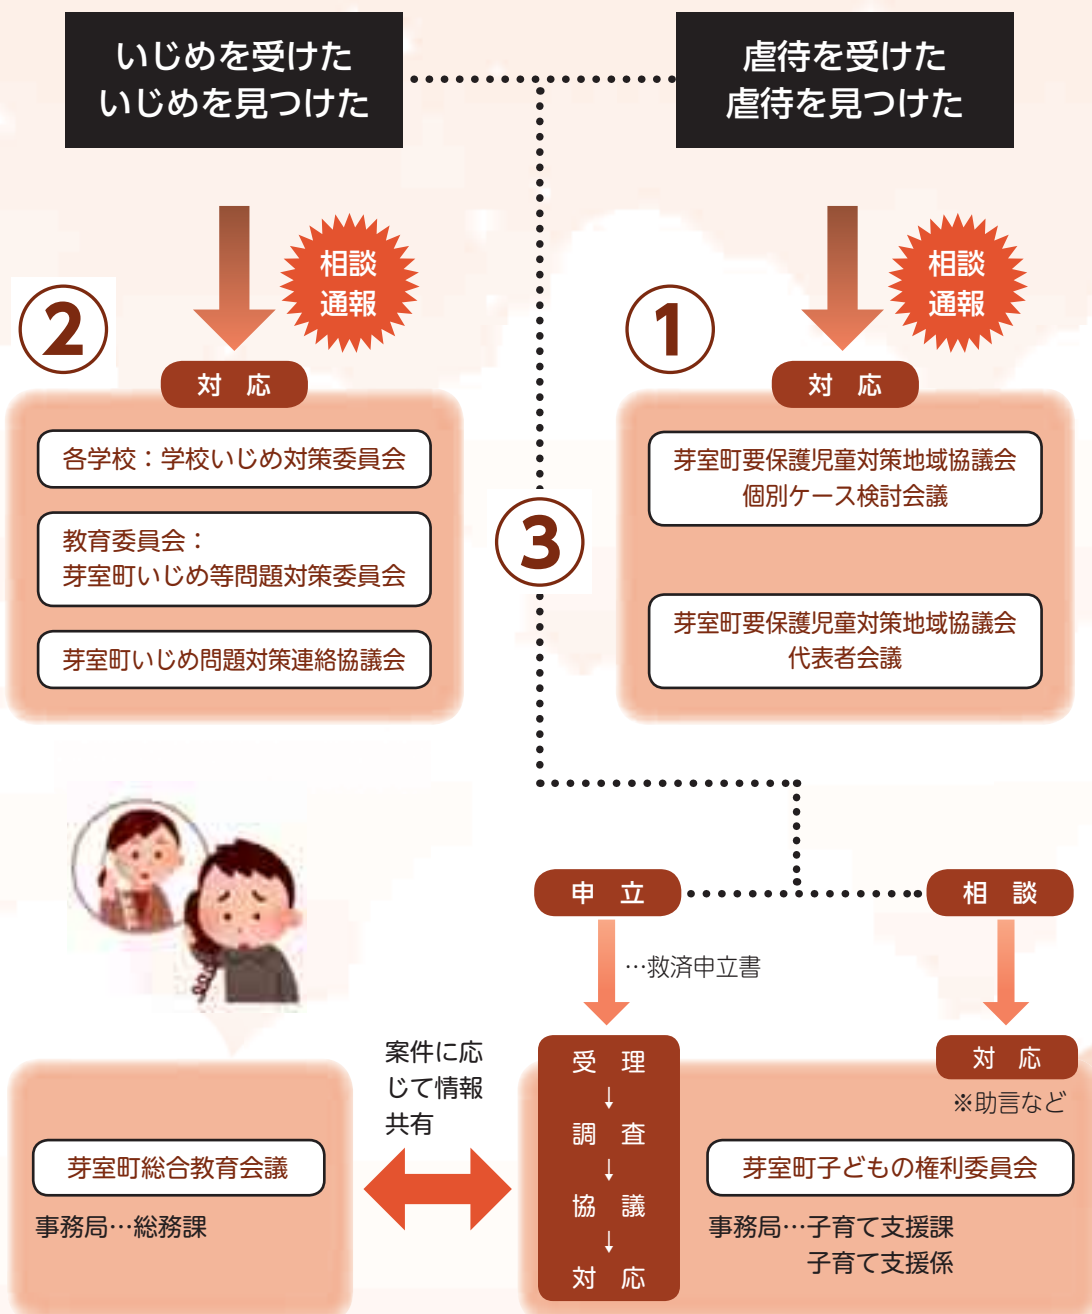 いじめを受けた
いじめを見つけた
虐待を受けた
虐待を見つけた
相談
通報
相談
通報
②
①
対　応
対　応
各学校：学校いじめ対策委員会
教育委員会：
芽室町いじめ等問題対策委員会
芽室町いじめ問題対策連絡協議会
芽室町要保護児童対策地域協議会
個別ケース検討会議
芽室町要保護児童対策地域協議会
代表者会議
③
申　立
相　談
…救済申立書
案件に応
じて情報
共有
受　理
↓
調　査
↓
協　議
↓
対　応
対　応
※助言など
芽室町総合教育会議
事務局…総務課
芽室町子どもの権利委員会
事務局…子育て支援課
子育て支援係